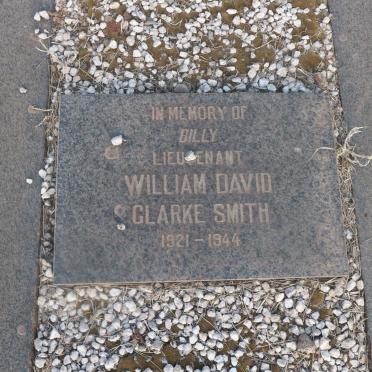 IN MEMORY OF
BILLY
LIEUTENANT
WILLIAM DAVID
CLARKE SMITH
1921 – 1944